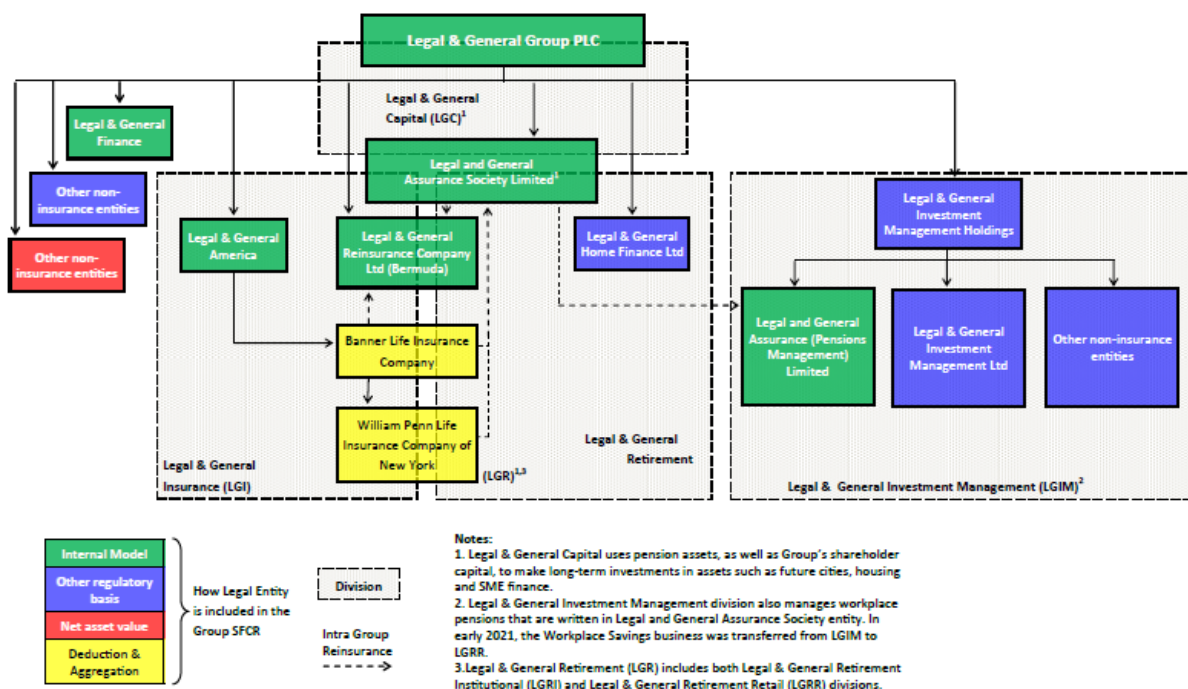 Legal & General Group PLC
Legal & General
Capital (LGC)1
Legal & General
Finance
Legal and General
Assurance Society Limited1
Other non-
insurance entities
Legal & General
Investment
Management Holdings
Legal & General
America
Legal & General
Reinsurance Company
Ltd (Bermuda)
Legal & General
Home Finance Ltd
Other non-
insurance entities
Banner Life Insurance
Company
Legal and General
Assurance (Pensions
Management)
Limited
Legal & General
Investment
Management Ltd
Other non-insurance
entities
William Penn Life
Insurance Company of
New York
Legal & General
Retirement
Legal & General
Insurance (LGI)
(LGR)1,3
Legal & General Investment Management (LGIM)2
Internal Model
Other regulatory
basis
Net asset value
Deduction &
Aggregation
How Legal Entity
is included in the
Group SFCR
Division
Intra Group
Reinsurance
Notes:
1. Legal & General Capital uses pension assets, as well as Group's shareholder
capital, to make long-term investments in assets such as future cities, housing
and SME finance.
2. Legal & General Investment Management division also manages workplace
pensions that are written in Legal and General Assurance Society entity. In
early 2021, the Workplace Savings business was transferred from LGIM to
LGRR.
3.Legal & General Retirement (LGR) includes both Legal & General Retirement
Institutional (LGRI) and Legal & General Retirement Retail (LGRR) divisions.